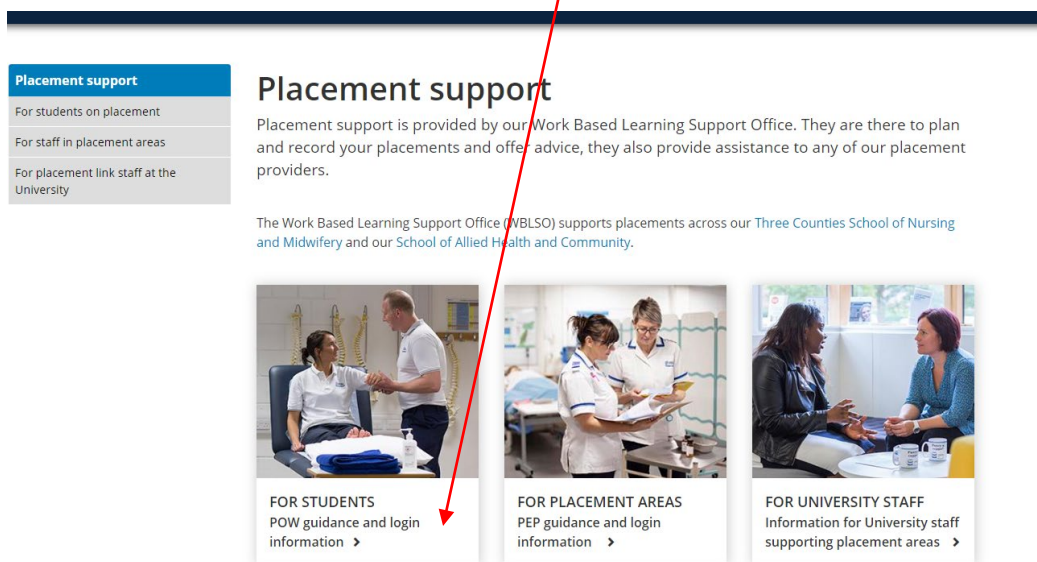 Placement support
For students on placement
For staff in placement areas
For placement link staff at the
University
Placement support
Placement support is provided by our Work Based Learning Support Office. They are there to plan
and record your placements and offer advice, they also provide assistance to any of our placement
providers.
The Work Based Learning Support Office (WBLSO) supports placements across our Three Counties School of Nursing
and Midwifery and our School of Allied Health and Community.
FOR STUDENTS
POW guidance and login
information >
FOR PLACEMENT AREAS
PEP guidance and login
information >
FOR UNIVERSITY STAFF
Information for University staff
supporting placement areas >